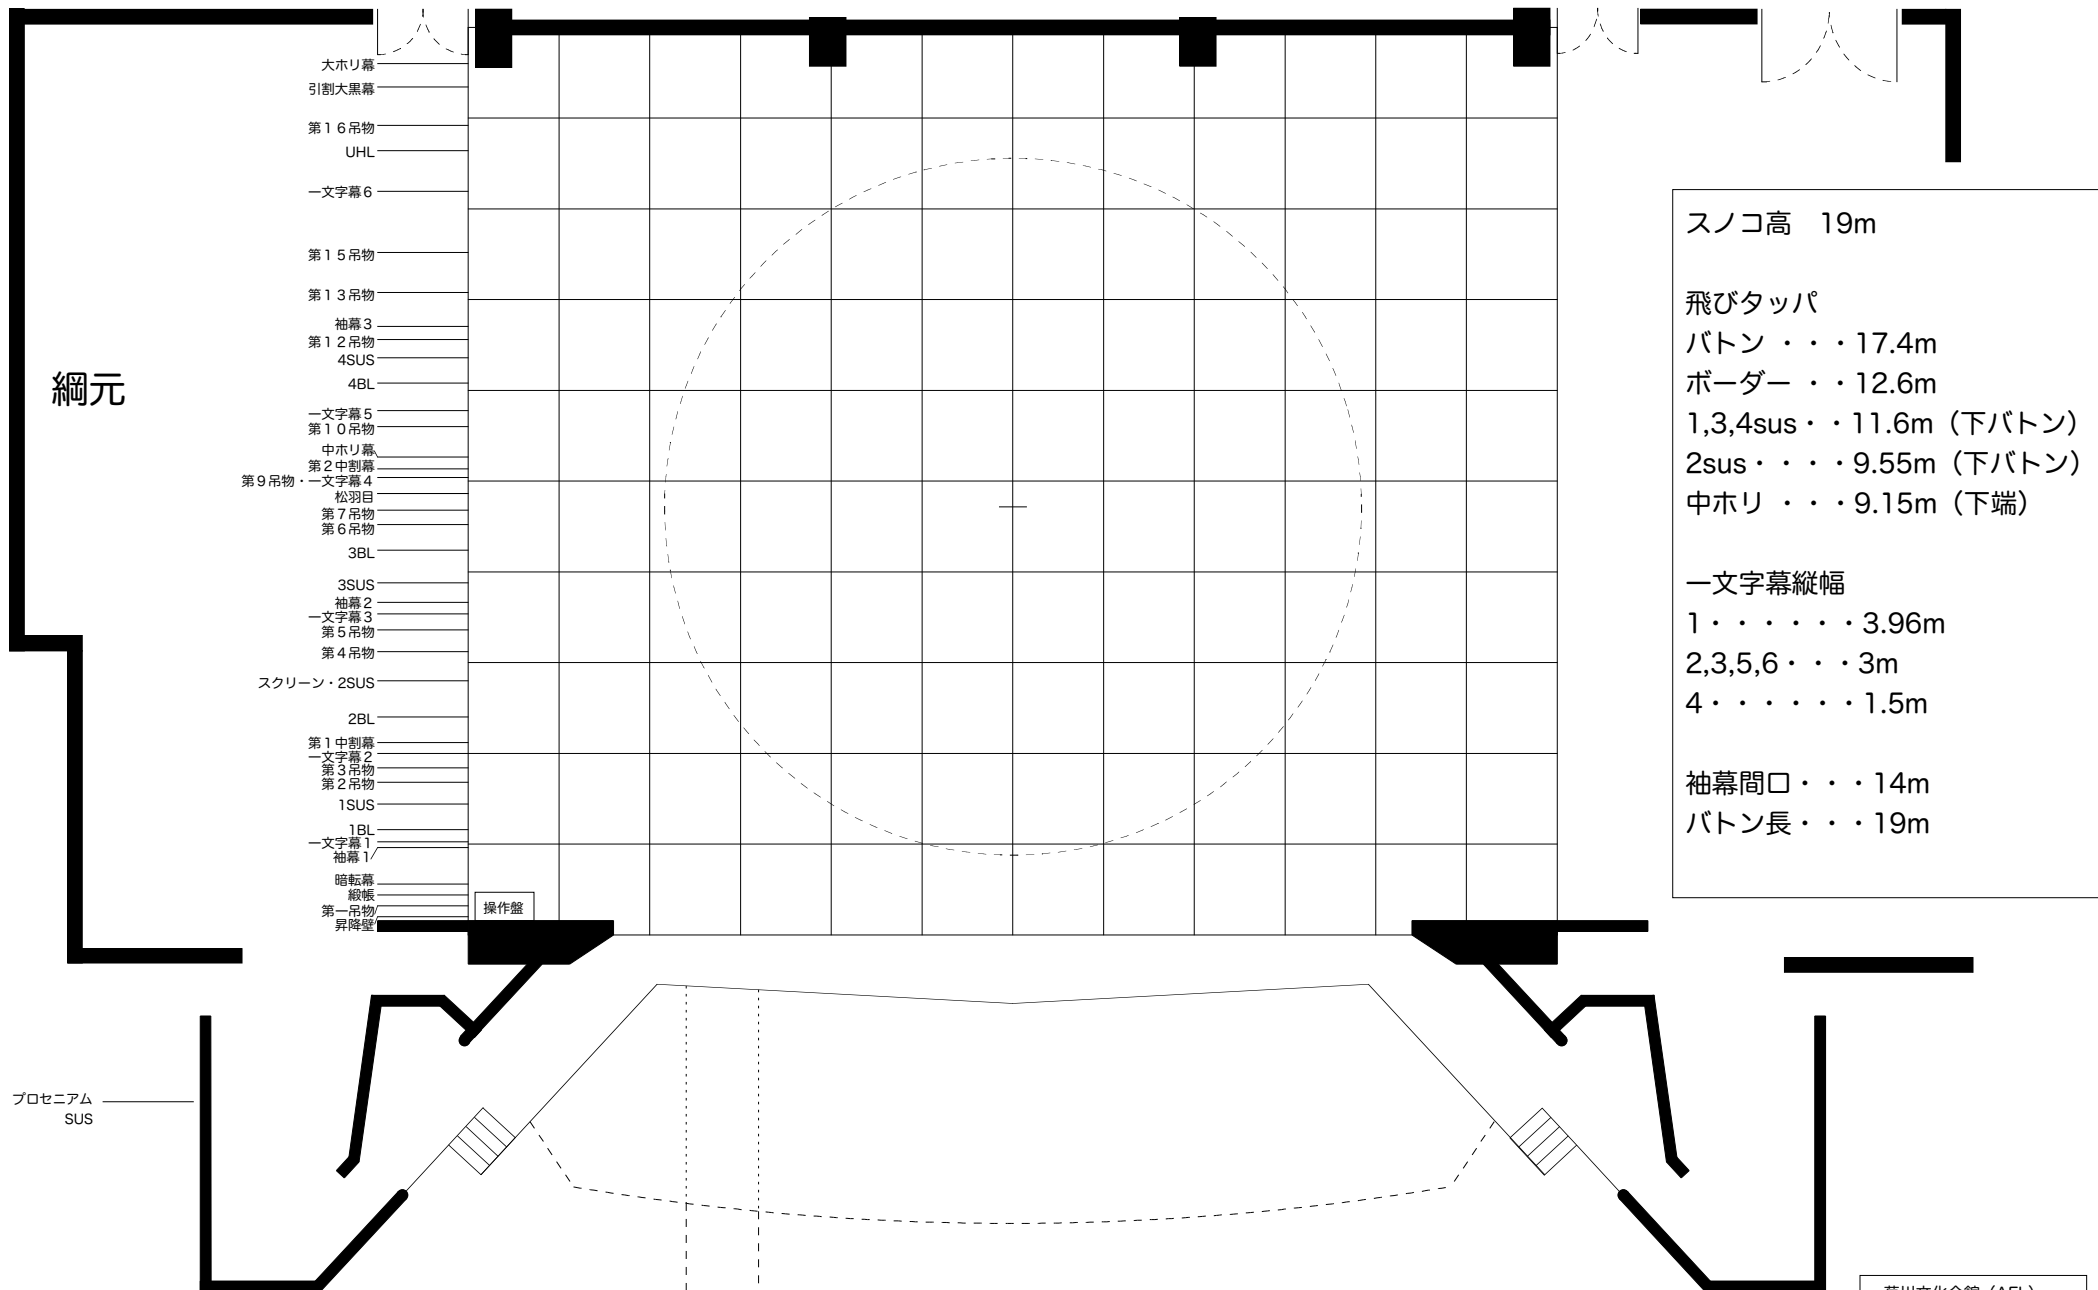 大ホリ幕
引割大黒幕
第１６吊物
UHL
一文字幕６
第１５吊物
第１３吊物
袖幕３
第１２吊物
4SUS
4BL
一文字幕５
第１０吊物
中ホリ幕
第２中割幕
第９吊物・一文字幕４
松羽目
第７吊物
第６吊物
3BL
3SUS
袖幕２
一文字幕３
第５吊物
第４吊物
スクリーン・2SUS
2BL
第１中割幕
一文字幕２
第３吊物
第２吊物
1SUS
1BL
一文字幕１
袖幕１
暗転幕
緞帳
第一吊物
昇降壁
綱元
操作盤
プロセニアム
SUS
スノコ高　19m
飛びタッパ
バトン ・・・17.4m
ボーダー ・・12.6m
1,3,4sus・・11.6m（下バトン）
2sus・・・・9.55m（下バトン）
中ホリ ・・・9.15m（下端）
一文字幕縦幅
1・・・・・・3.96m
2,3,5,6・・・3m
4・・・・・・1.5m
袖幕間口・・・14m
バトン長・・・19m